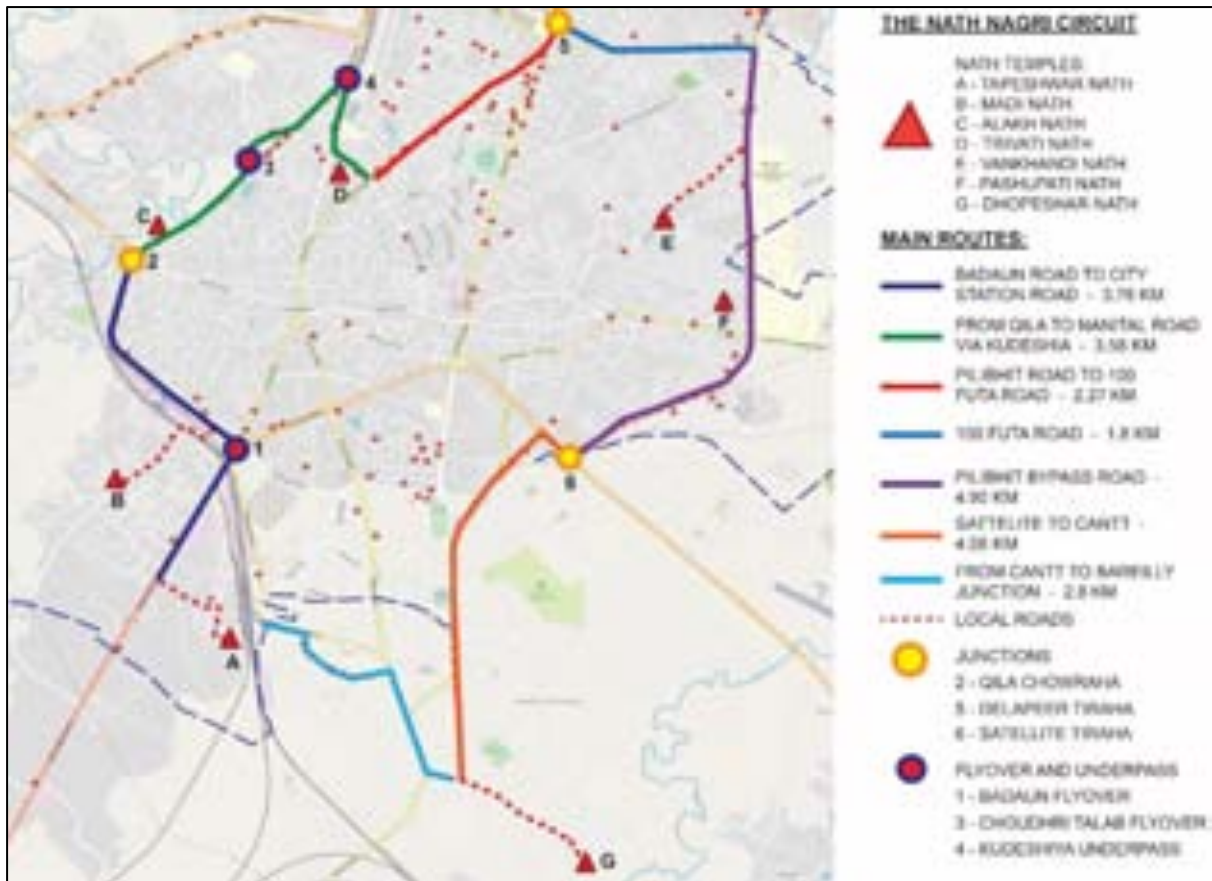 THE NATH NAGRI CIRCUIT
NATH TEMPLES:
A - TAPESHWAR NATH
B - MADI NATH
C - ALAKH NATH
D - TRIVATI NATH
E - VANKHANDI NATH
F - PASHUPATI NATH
G - DHOPESHAR NATH
MAIN ROUTES:
BADAUN ROAD TO CITY
STATION ROAD - 3.76 KM
FROM QILA TO NANITAL ROAD
VIA KUDESHIA - 3.58 KM
PILIBHIT ROAD TO 100
FUTA ROAD - 2.27 KM
100 FUTA ROAD - 1.8 KM
PILIBHIT BYPASS ROAD -
4.90 KM
SATTELITE TO CANTT -
KM
FROM CANTT TO BAREILLY
JUNCTION - 2.8 KM
LOCAL ROADS
JUNCTIONS
2 - QILA CHOWRAHA
5 - DELAPEER TIRAHA
6 - SATELLITE TIRAHA
FLYOVER AND UNDERPASS
1 - BADAUN FLYOVER
3 - CHOUDHRI TALAB FLYOVER
4 - KUDESHIYA UNDERPASS
5
4
3
D
C
E
2
F
1
6
B
A
G